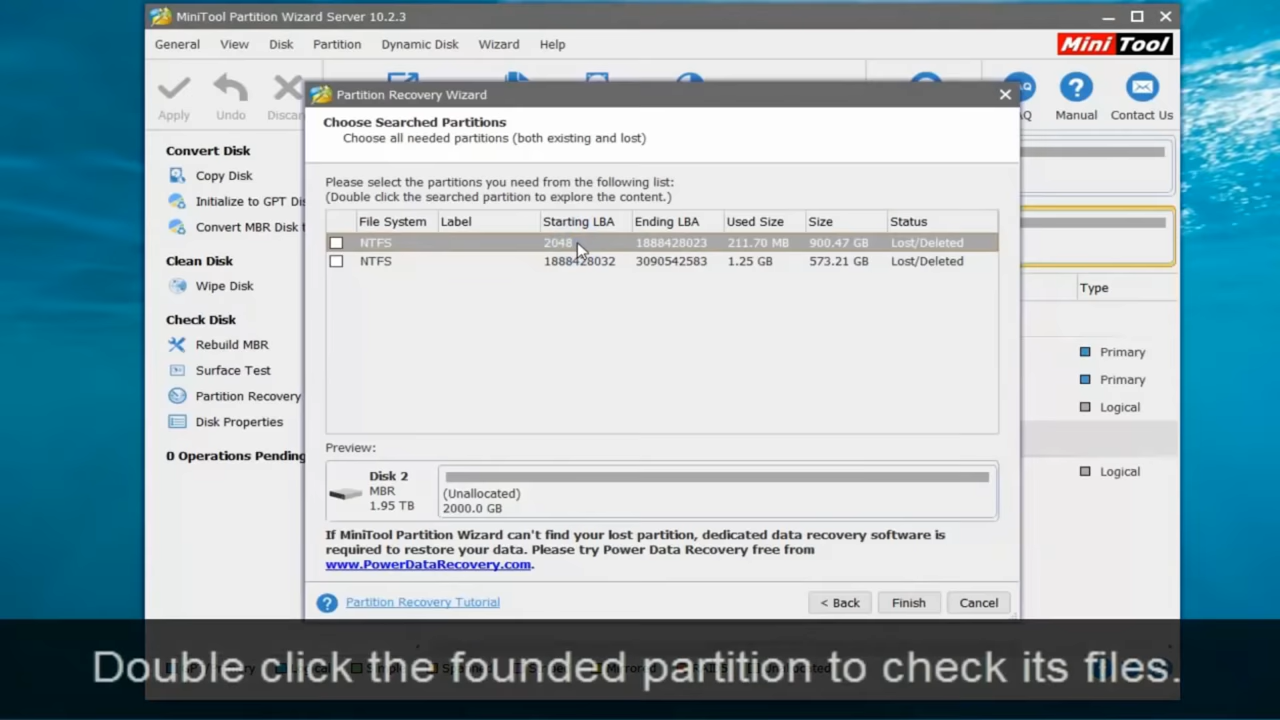 MiniTool Partition Wizard Server 10.2.3
General View Disk Partition Dynamic Disk Wizard Help
Mini Tool
Apply Undo Manual Contact Us
Partition Recovery Wizard
Choose Searched Partitions
Choose all needed partitions (both existing and lost)
Convert Disk
Copy Disk
Initialize to GPT
Convert MBR Disk
Clean Disk
Wipe Disk
Check Disk
Rebuild MBR
Surface Test
Partition Recovery
Disk Properties
0 Operations Pending
Please select the partitions you need from the following list:
(Double click the searched partition to explore the content.)
File System Label Starting LBA Ending LBA Used Size Size Status
NTFS 2048 1888428023 211.70 MB 900.47 GB Lost/Deleted
NTFS 1888428032 3090542583 1.25 GB 573.21 GB Lost/Deleted
Type
Primary
Primary
Logical
Logical
Preview:
Disk 2
MBR
1.95 TB
(Unallocated)
2000.0 GB
If MiniTool Partition Wizard can't find your lost partition, dedicated data recovery software is
required to restore your data. Please try Power Data Recovery free from
www.PowerDataRecovery.com.
Partition Recovery Tutorial
< Back Finish Cancel
Double click the founded partition to check its files.